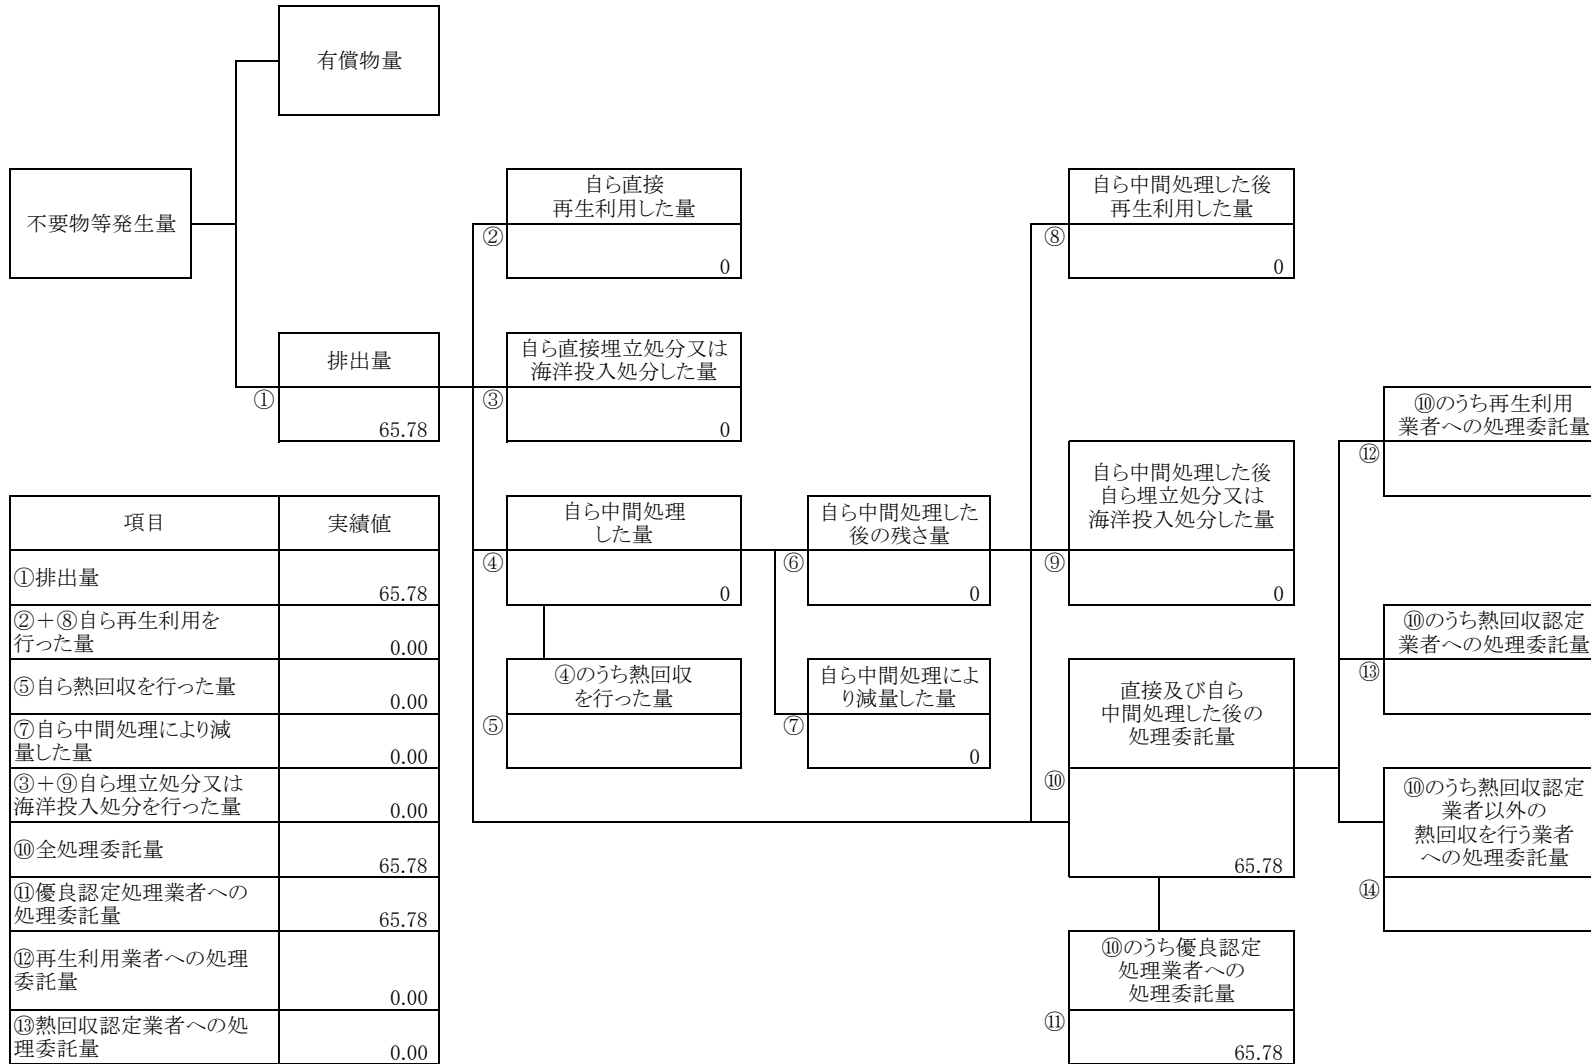 有償物量
不要物等発生量
自ら直接
再生利用した量
②
0
自ら中間処理した後
再生利用した量
⑧
0
排出量
①
65.78
自ら直接埋立処分又は
海洋投入処分した量
③
0
⑩のうち再生利用
業者への処理委託量
⑫
自ら中間処理
した量
④
0
自ら中間処理した
後の残さ量
⑥
0
自ら中間処理した後
自ら埋立処分又は
海洋投入処分した量
⑨
0
⑩のうち熱回収認定
業者への処理委託量
⑬
④のうち熱回収
を行った量
⑤
自ら中間処理によ
り減量した量
⑦
0
直接及び自ら
中間処理した後の
処理委託量
⑩
65.78
⑩のうち熱回収認定
業者以外の
熱回収を行う業者
への処理委託量
⑭
⑩のうち優良認定
処理業者への
処理委託量
⑪
65.78
項目 実績値
①排出量 65.78
②+⑧自ら再生利用を
行った量 0.00
⑤自ら熱回収を行った量 0.00
⑦自ら中間処理により減
量した量 0.00
③+⑨自ら埋立処分又は
海洋投入処分を行った量 0.00
⑩全処理委託量 65.78
⑪優良認定処理業者への
処理委託量 65.78
⑫再生利用業者への処理
委託量 0.00
⑬熱回収認定業者への処
理委託量 0.00